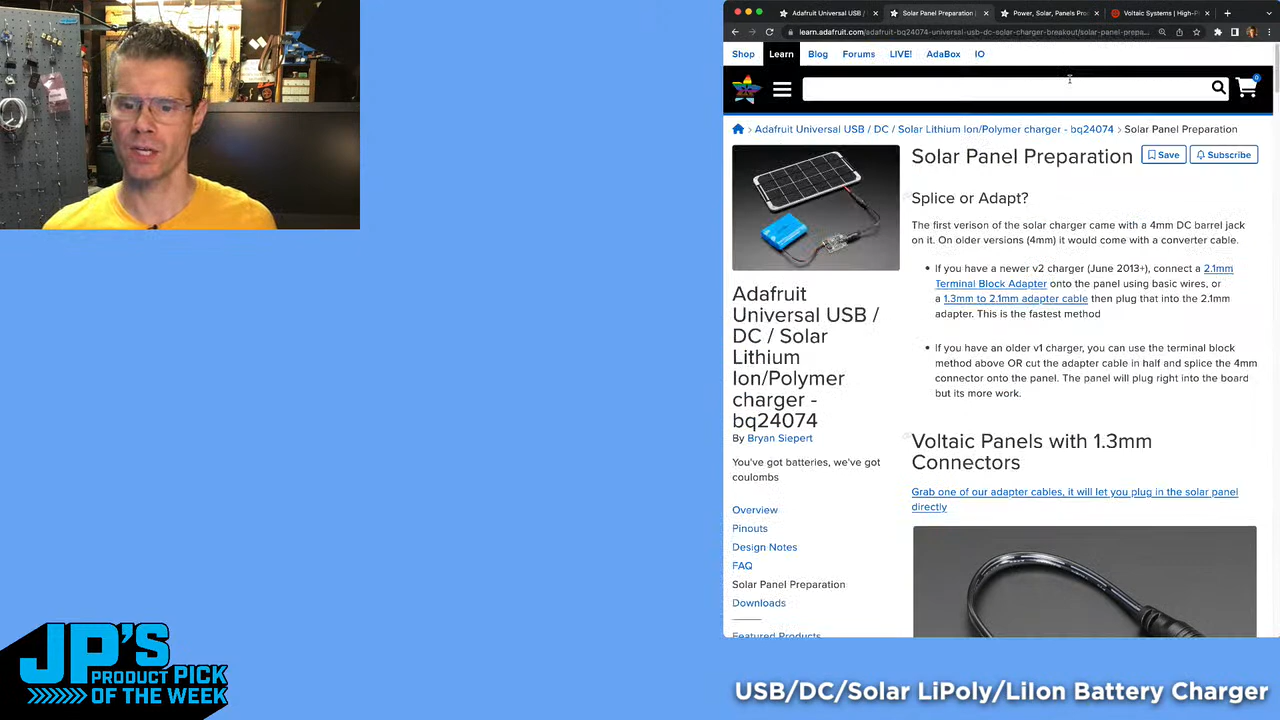 Adafruit Universal USB /
Solar Panel Preparation
Power, Solar, Panels Pro
Voltaic Systems | High-P
learn.adafruit.com/adafruit-bq24074-universal-usb-dc-solar-charger-breakout/solar-panel-prepa...
Shop
Learn
Blog
Forums
LIVE!
AdaBox
IO
0
Adafruit Universal USB / DC / Solar Lithium Ion/Polymer charger - bq24074 > Solar Panel Preparation
Solar Panel Preparation
Save
Subscribe
Splice or Adapt?
The first verison of the solar charger came with a 4mm DC barrel jack
on it. On older versions (4mm) it would come with a converter cable.
If you have a newer v2 charger (June 2013+), connect a 2.1mm
Terminal Block Adapter onto the panel using basic wires, or
a 1.3mm to 2.1mm adapter cable then plug that into the 2.1mm
adapter. This is the fastest method
If you have an older v1 charger, you can use the terminal block
method above OR cut the adapter cable in half and splice the 4mm
connector onto the panel. The panel will plug right into the board
but its more work.
Voltaic Panels with 1.3mm
Connectors
Grab one of our adapter cables, it will let you plug in the solar panel
directly
Adafruit
Universal USB /
DC / Solar
Lithium
Ion/Polymer
charger -
bq24074
By Bryan Siepert
You've got batteries, we've got
coulombs
Overview
Pinouts
Design Notes
FAQ
Solar Panel Preparation
Downloads
Featured Products
JP'S
PRODUCT PICK
OF THE WEEK
USB/DC/Solar LiPoly/LiIon Battery Charger